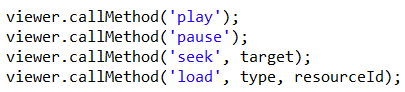 viewer.callMethod('play');
viewer.callMethod('pause');
viewer.callMethod('seek', target);
viewer.callMethod('load', type, resourceId);